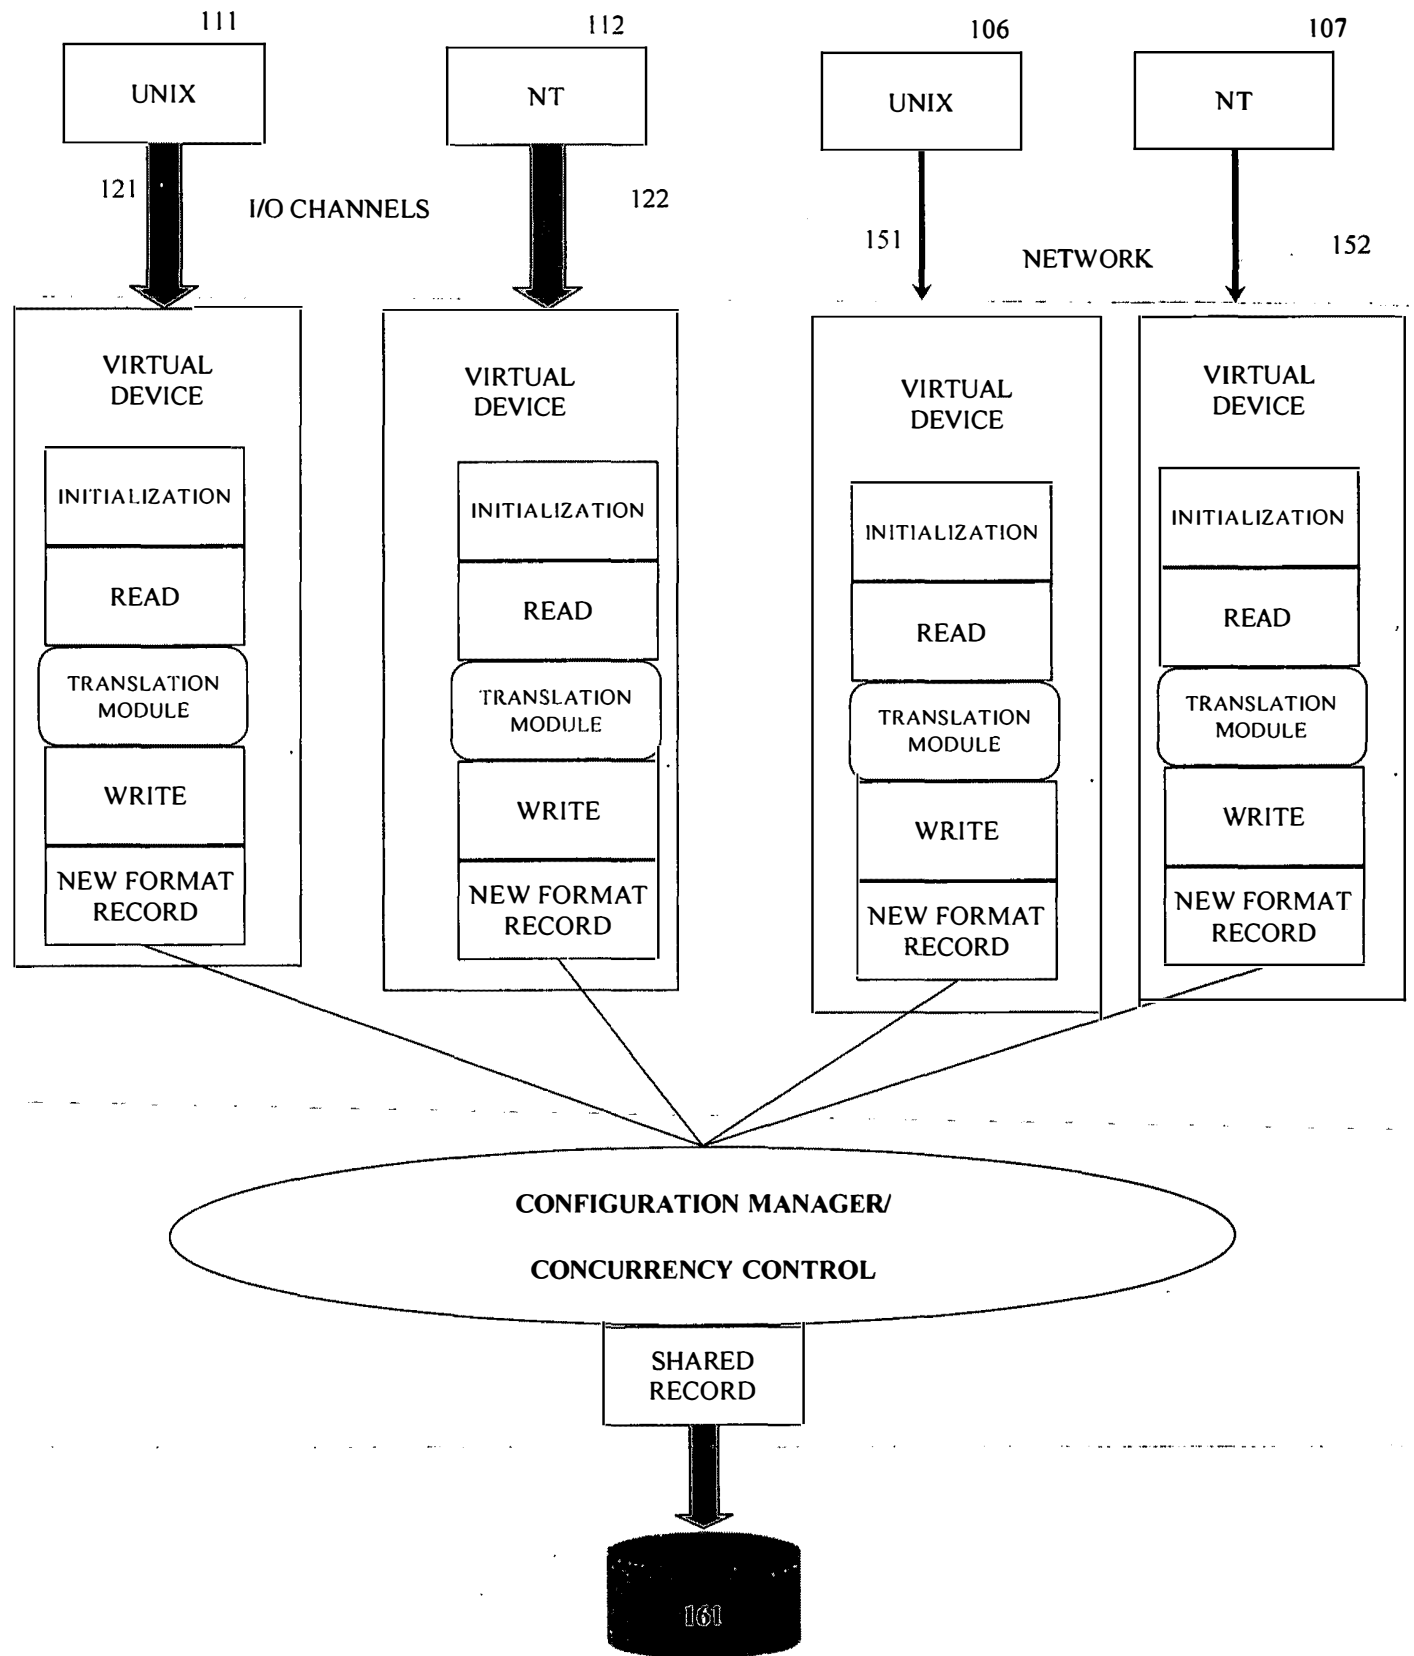 111
112
106
107
UNIX
NT
UNIX
NT
121
I/O CHANNELS
122
151
NETWORK
152
VIRTUAL
DEVICE
INITIALIZATION
READ
TRANSLATION
MODULE
WRITE
NEW FORMAT
RECORD
VIRTUAL
DEVICE
INITIALIZATION
READ
TRANSLATION
MODULE
WRITE
NEW FORMAT
RECORD
VIRTUAL
DEVICE
INITIALIZATION
READ
TRANSLATION
MODULE
WRITE
NEW FORMAT
RECORD
VIRTUAL
DEVICE
INITIALIZATION
READ
TRANSLATION
MODULE
WRITE
NEW FORMAT
RECORD
CONFIGURATION MANAGER/
CONCURRENCY CONTROL
SHARED
RECORD
161